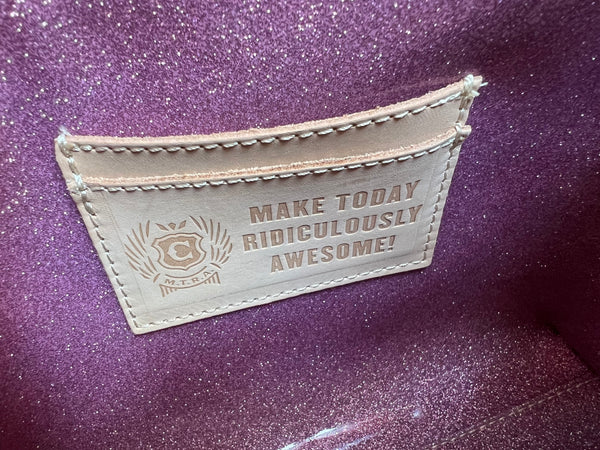 C
M.T.R.A.
MAKE TODAY
RIDICULOUSLY
AWESOME!